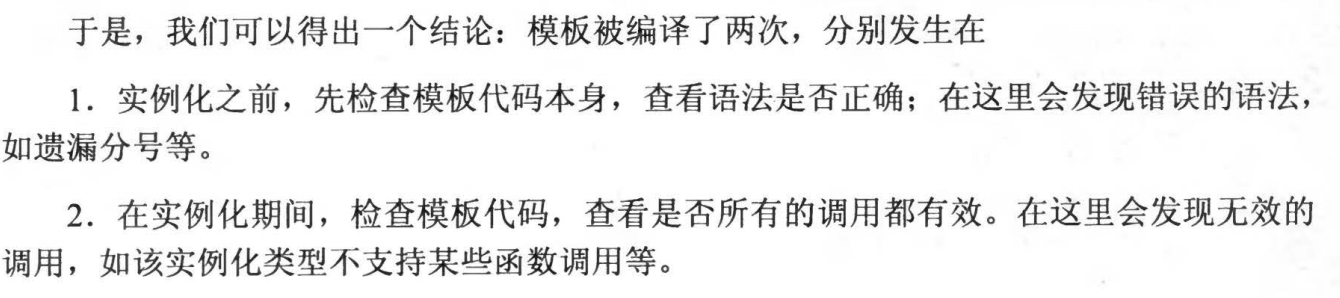 于是，我们可以得出一个结论：模板被编译了两次，分别发生在
1．实例化之前，先检查模板代码本身，查看语法是否正确；在这里会发现错误的语法，
如遗漏分号等。
2．在实例化期间，检查模板代码，查看是否所有的调用都有效。在这里会发现无效的
调用，如该实例化类型不支持某些函数调用等。